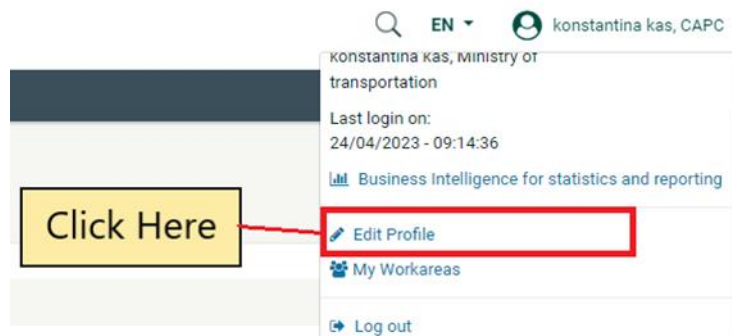 EN
konstantina kas, CAPC
konstantina kas, Ministry of
transportation
Last login on:
24/04/2023 - 09:14:36
Business Intelligence for statistics and reporting
Click Here
Edit Profile
My Workareas
Log out